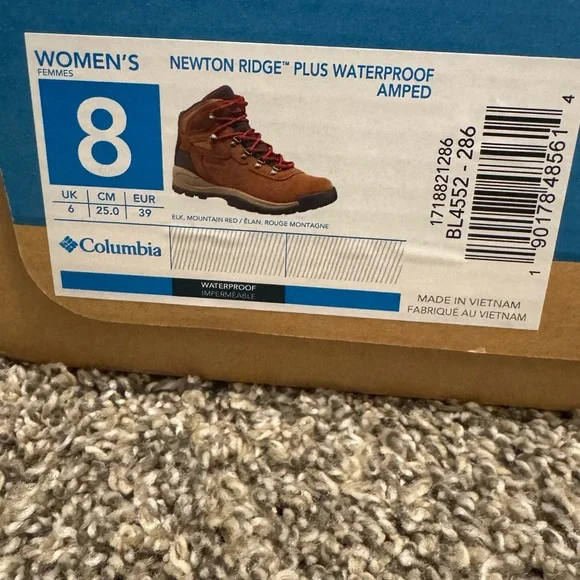 WOMEN'S
FEMMES
8
UK | CM | EUR
6 | 25.0 | 39
Columbia
NEWTON RIDGE™ PLUS WATERPROOF
AMPED
ELK, MOUNTAIN RED / ÉLAN, ROUGE MONTAGNE
WATERPROOF
IMPERMÉABLE
1718821286
BL4552 - 286
1 90178 48561 4
MADE IN VIETNAM
FABRIQUÉ AU VIETNAM